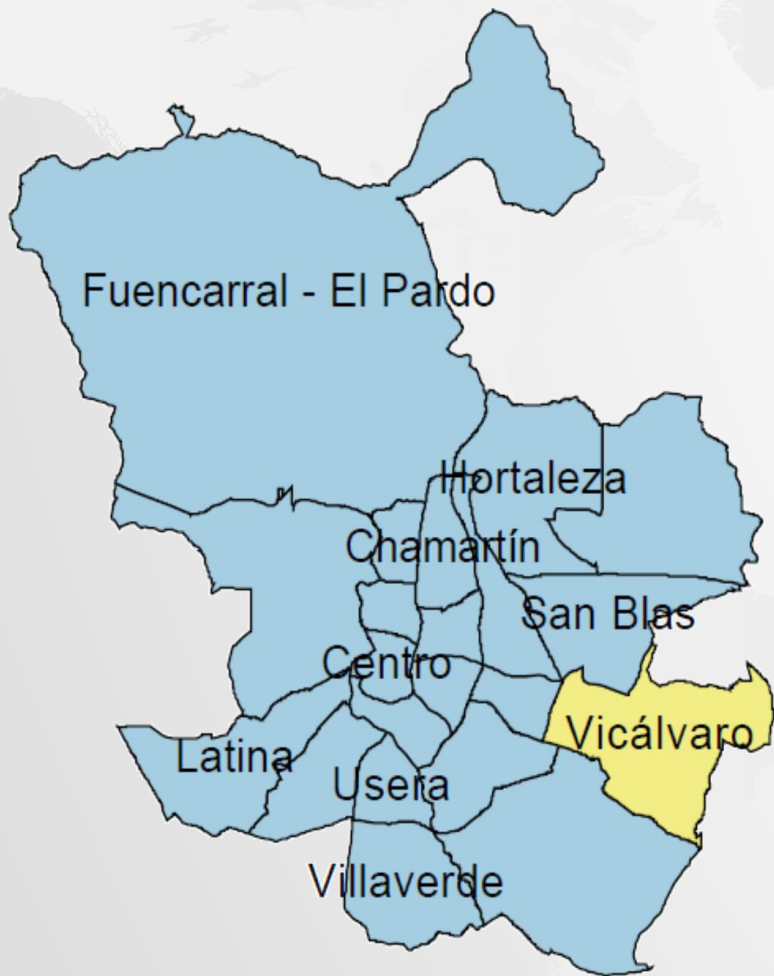 Fuencarral - El Pardo
Hortaleza
Chamartín
San Blas
Centro
Vicálvaro
Latina
Usera
Villaverde